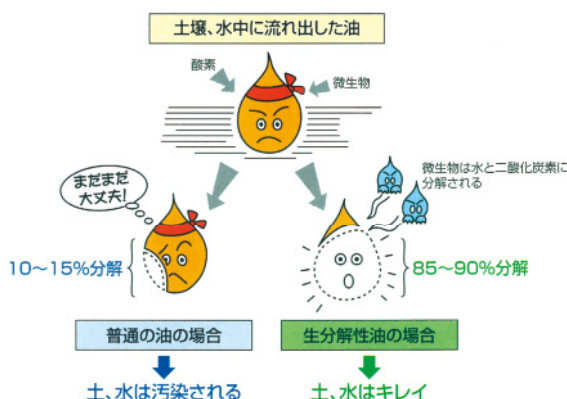 土壌、水中に流れ出した油
酸素
微生物
微生物は水と二酸化炭素に
分解される
まだまだ
大丈夫!
10～15%分解
85～90%分解
普通の油の場合
生分解性油の場合
土、水は汚染される
土、水はキレイ